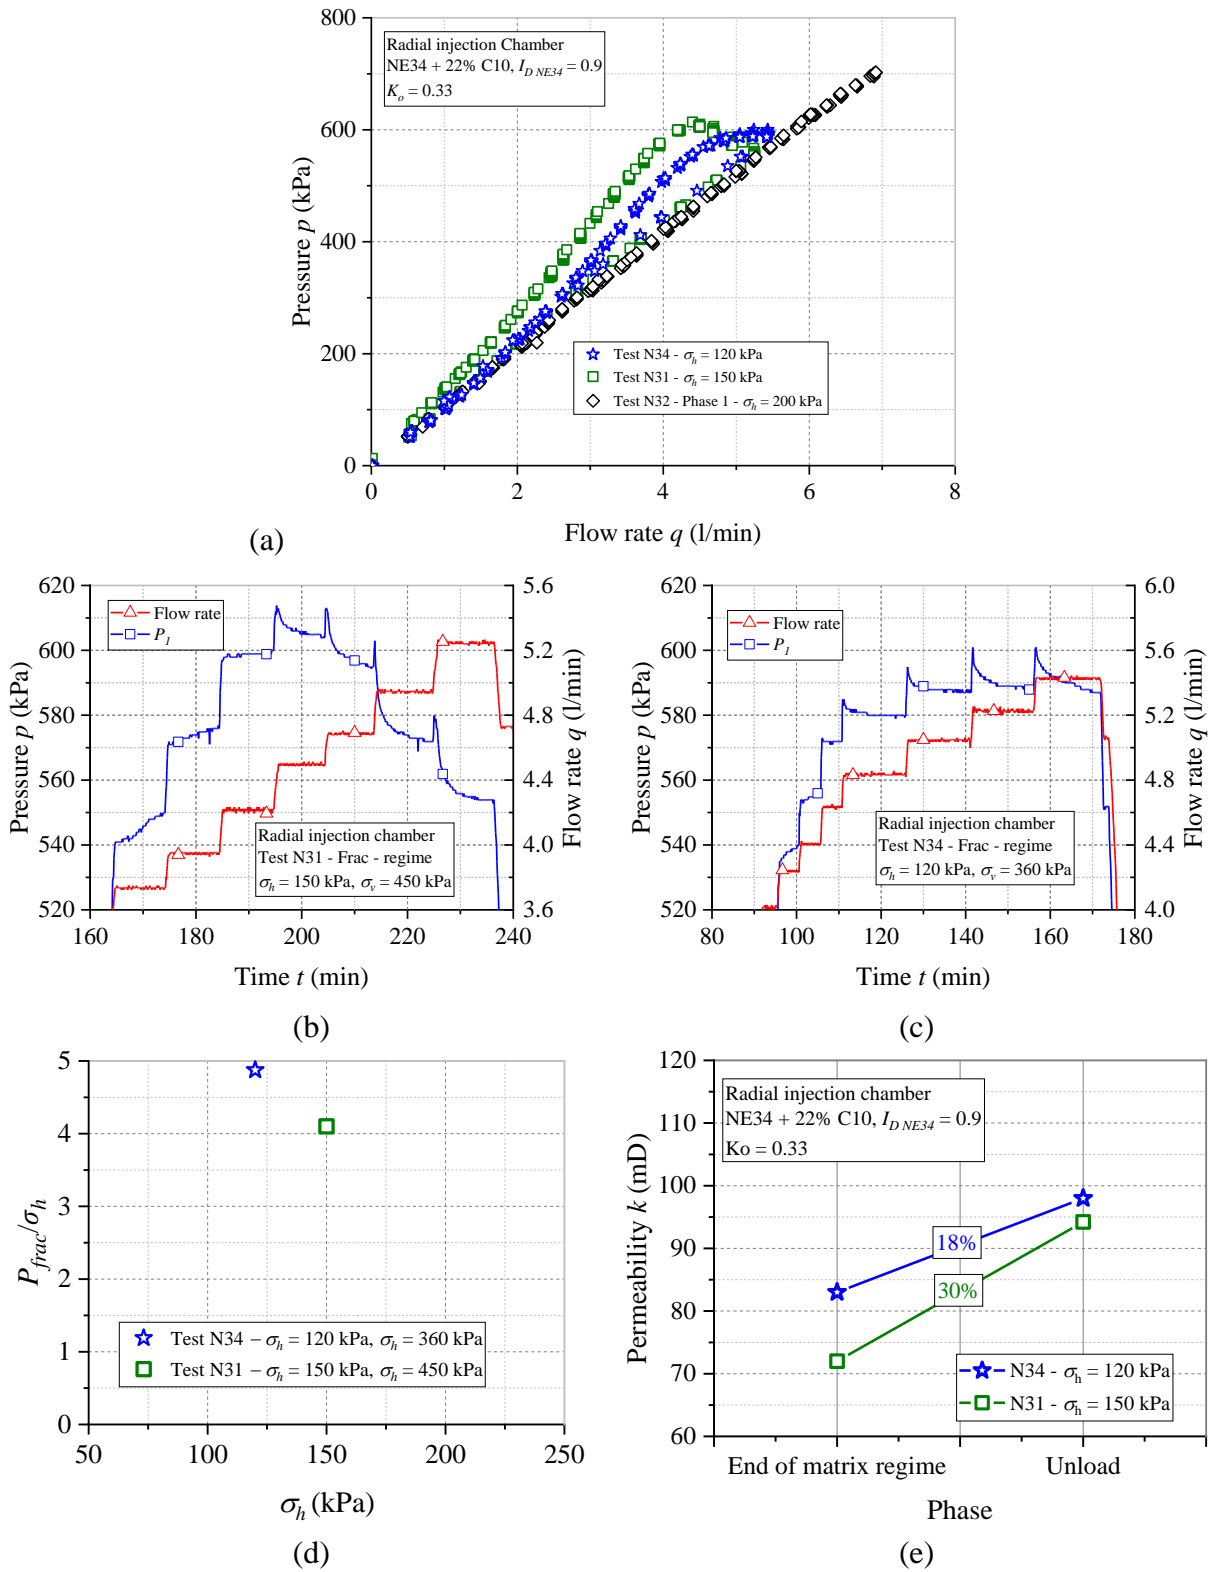 800
600
400
200
0
Pressure p (kPa)
Radial injection Chamber
NE34 + 22% C10, I_D NE34 = 0.9
K_o = 0.33
Test N34 - σ_h = 120 kPa
Test N31 - σ_h = 150 kPa
Test N32 - Phase 1 - σ_h = 200 kPa
0 2 4 6 8
Flow rate q (l/min)
(a)
620
600
580
560
540
520
Pressure p (kPa)
Flow rate
P_1
Radial injection chamber
Test N31 - Frac - regime
σ_h = 150 kPa, σ_v = 450 kPa
5.6
5.2
4.8
4.4
4.0
3.6
Flow rate q (l/min)
160 180 200 220 240
Time t (min)
(b)
620
600
580
560
540
520
Pressure p (kPa)
Flow rate
P_1
Radial injection chamber
Test N34 - Frac - regime
σ_h = 120 kPa, σ_v = 360 kPa
6.0
5.6
5.2
4.8
4.4
4.0
Flow rate q (l/min)
80 100 120 140 160 180
Time t (min)
(c)
5
4
3
2
1
0
P_frac/σ_h
Test N34 – σ_h = 120 kPa, σ_h = 360 kPa
Test N31 – σ_h = 150 kPa, σ_h = 450 kPa
50 100 150 200 250
σ_h (kPa)
(d)
120
110
100
90
80
70
60
Permeability k (mD)
Radial injection chamber
NE34 + 22% C10, I_D NE34 = 0.9
Ko = 0.33
18%
30%
N34 - σ_h = 120 kPa
N31 - σ_h = 150 kPa
End of matrix regime Unload
Phase
(e)